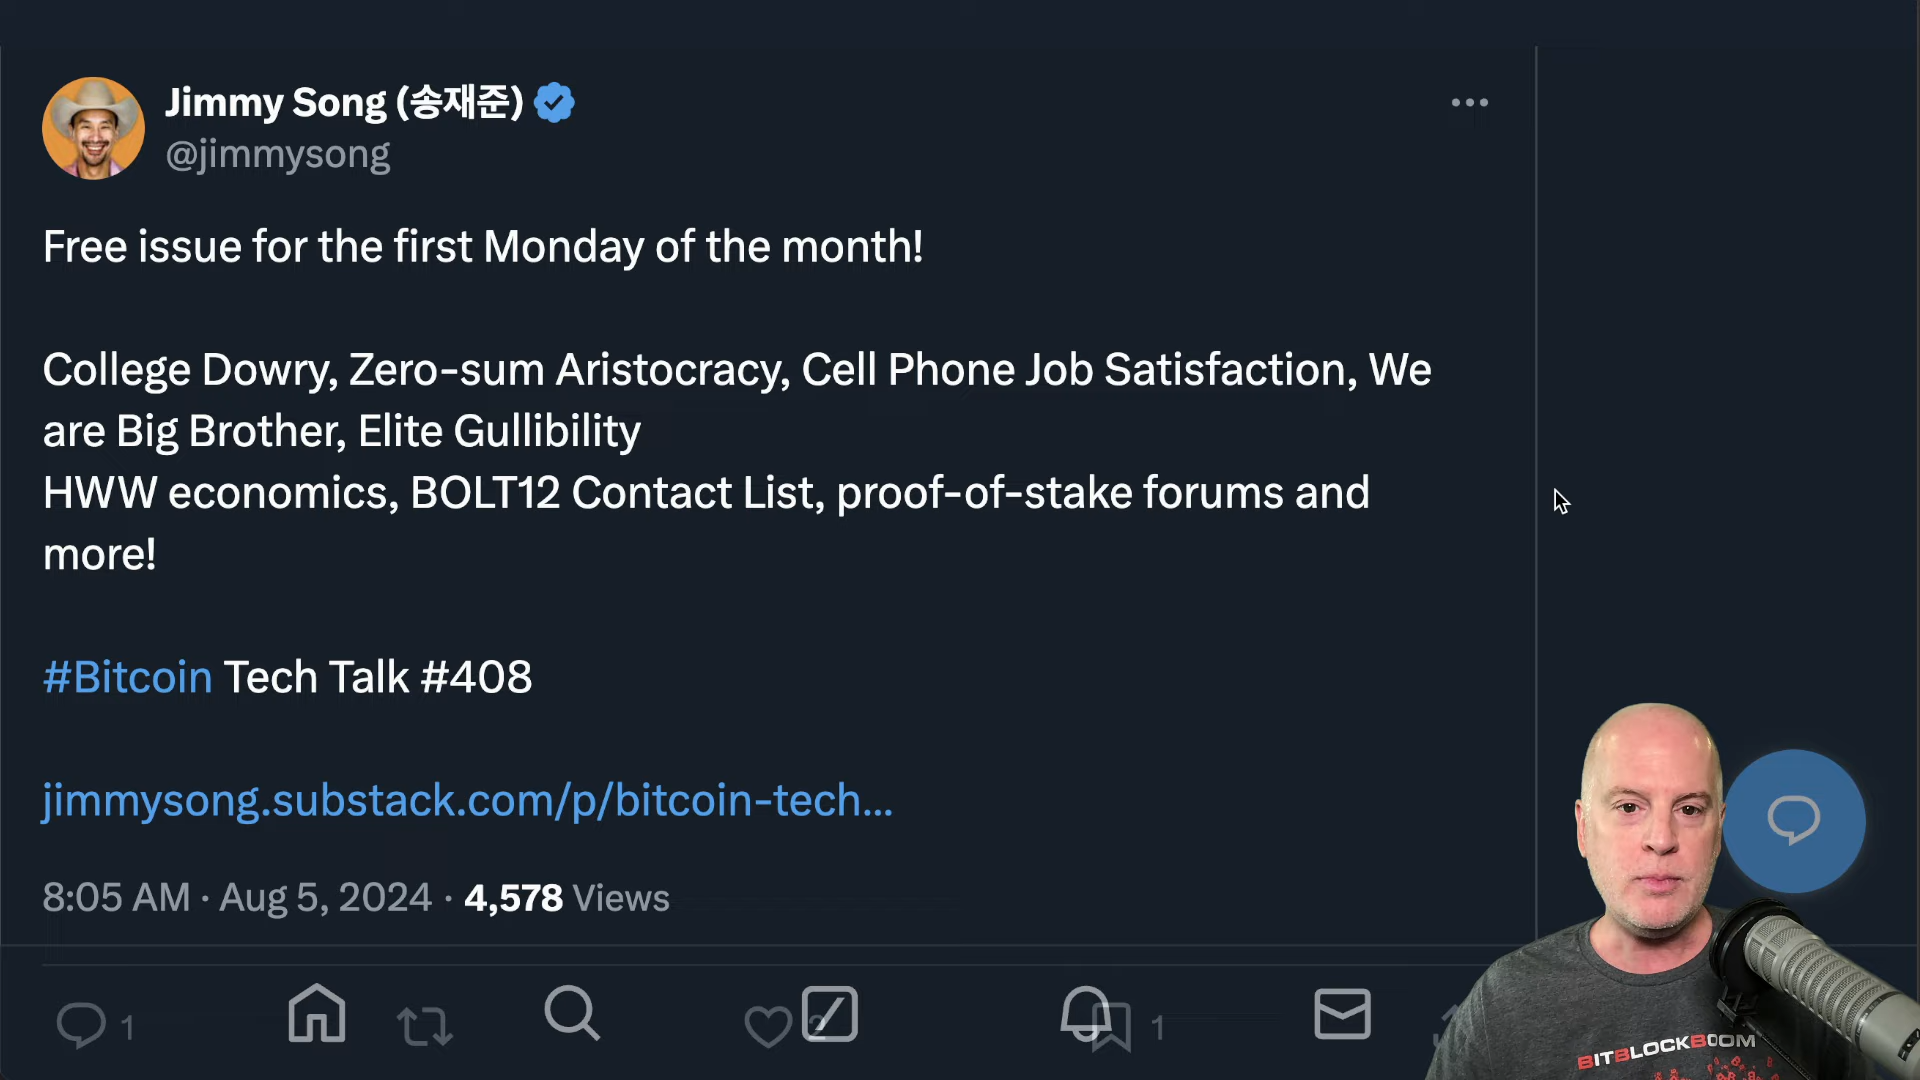 Jimmy Song (송재준)
@jimmysong
Free issue for the first Monday of the month!
College Dowry, Zero-sum Aristocracy, Cell Phone Job Satisfaction, We
are Big Brother, Elite Gullibility
HWW economics, BOLT12 Contact List, proof-of-stake forums and
more!
#Bitcoin Tech Talk #408
jimmysong.substack.com/p/bitcoin-tech…
8:05 AM · Aug 5, 2024 · 4,578 Views
1
2
1
BITBLOCKBOOM